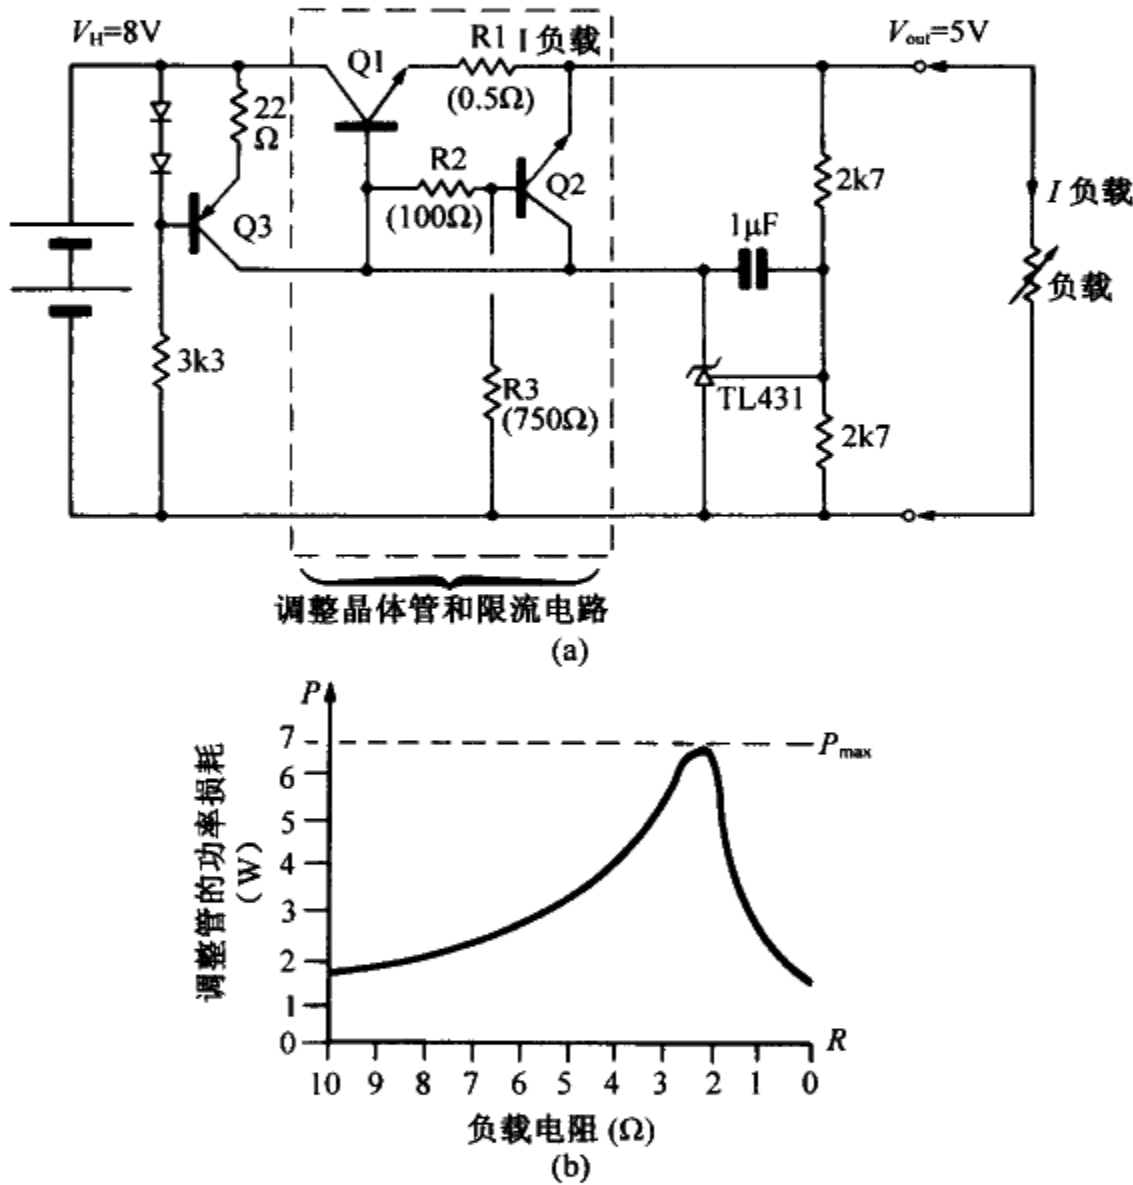 V_H=8V
R1 I 负载
V_out=5V
Q1
(0.5Ω)
22
Ω
R2
Q2
2k7
(100Ω)
Q3
1μF
I 负载
负载
3k3
R3
(750Ω)
TL431
2k7
调整晶体管和限流电路
(a)
P
7
P_max
6
5
4
3
2
1
0
调整管的功率损耗
(W)
R
10 9 8 7 6 5 4 3 2 1 0
负载电阻 (Ω)
(b)